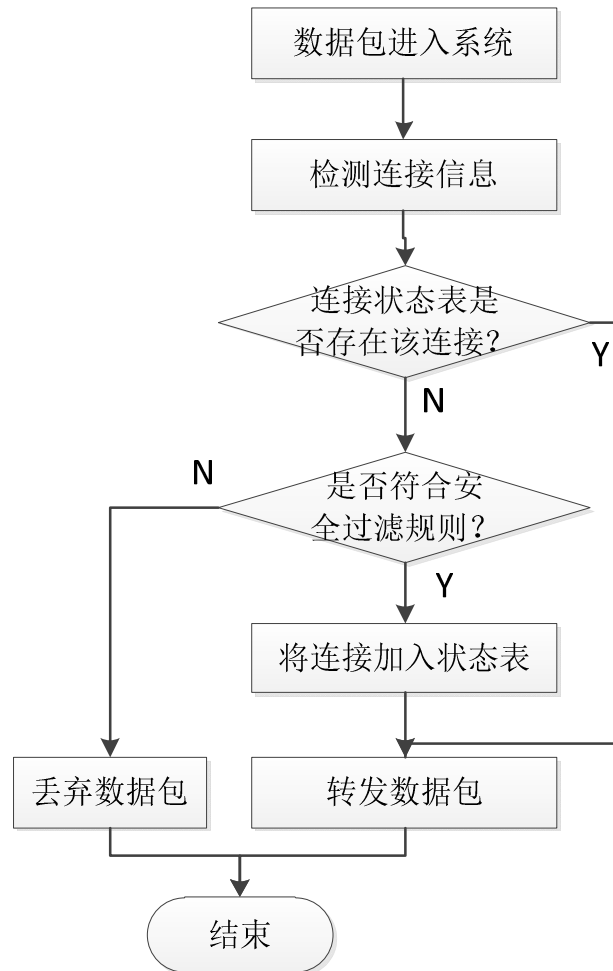 数据包进入系统
检测连接信息
连接状态表是
否存在该连接？
Y
N
N
是否符合安
全过滤规则？
Y
将连接加入状态表
丢弃数据包
转发数据包
结束